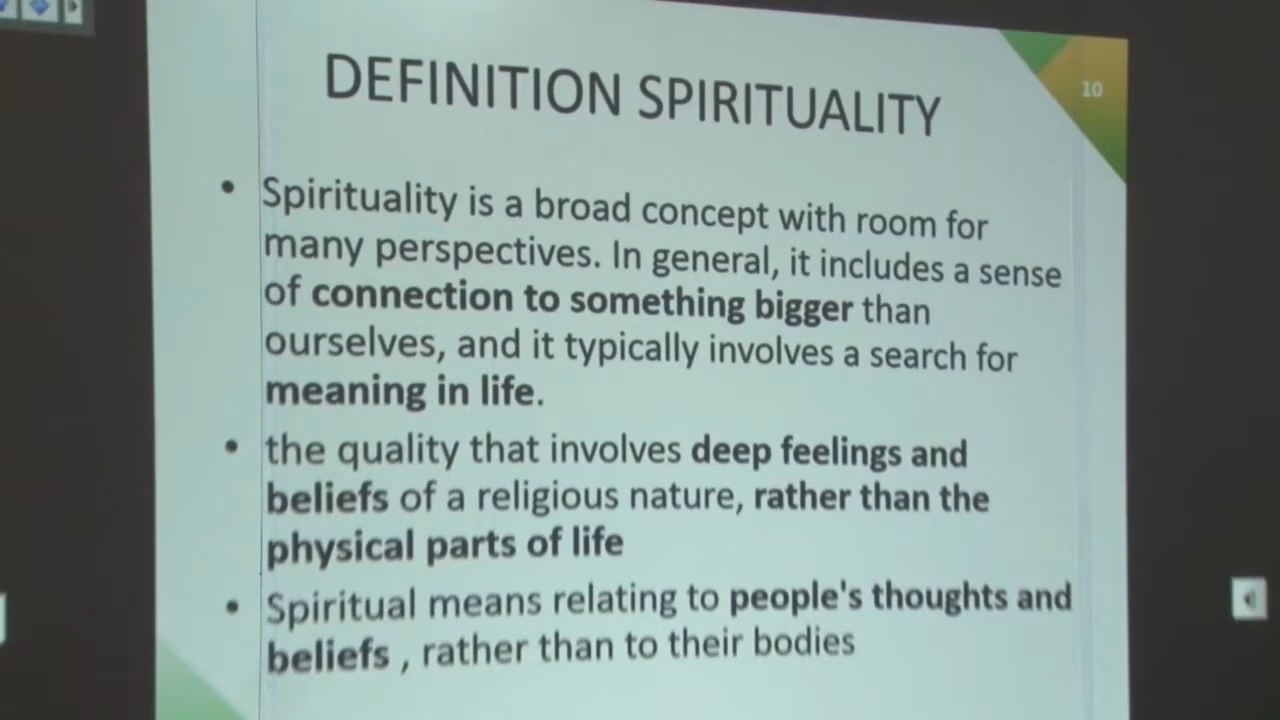 10
DEFINITION SPIRITUALITY
• Spirituality is a broad concept with room for
many perspectives. In general, it includes a sense
of connection to something bigger than
ourselves, and it typically involves a search for
meaning in life.
• the quality that involves deep feelings and
beliefs of a religious nature, rather than the
physical parts of life
• Spiritual means relating to people's thoughts and
beliefs , rather than to their bodies